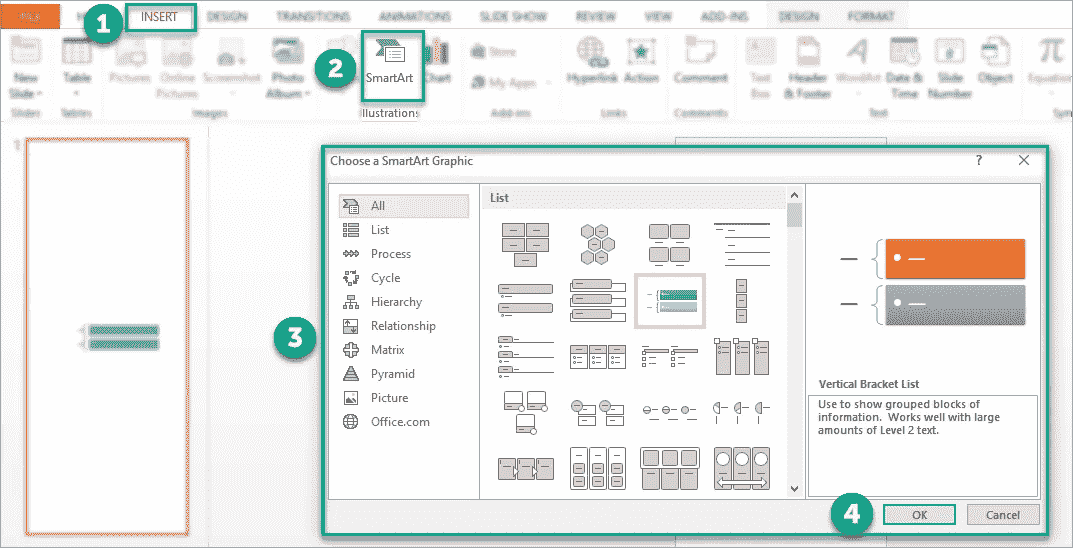 FILE
INSERT
DESIGN
TRANSITIONS
ANIMATIONS
SLIDE SHOW
REVIEW
VIEW
ADD-INS
DESIGN
FORMAT
1
2
New
Slide
Table
Pictures
Online
Pictures
Screenshot
Photo
Album
SmartArt
Chart
Store
My Apps
Hyperlink
Action
Comment
Text
Box
Header
& Footer
WordArt
Date &
Time
Slide
Number
Object
Equation
Slides
Tables
Images
Illustrations
Add-ins
Links
Comments
Text
1
Choose a SmartArt Graphic
?
All
List
Process
Cycle
Hierarchy
Relationship
Matrix
Pyramid
Picture
Office.com
3
List
Vertical Bracket List
Use to show grouped blocks of
information. Works well with large
amounts of Level 2 text.
4
OK
Cancel